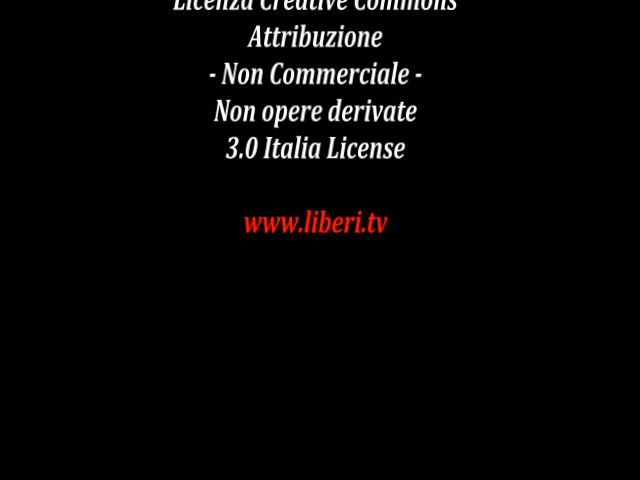 Licenza Creative Commons
Attribuzione
- Non Commerciale -
Non opere derivate
3.0 Italia License
www.liberi.tv